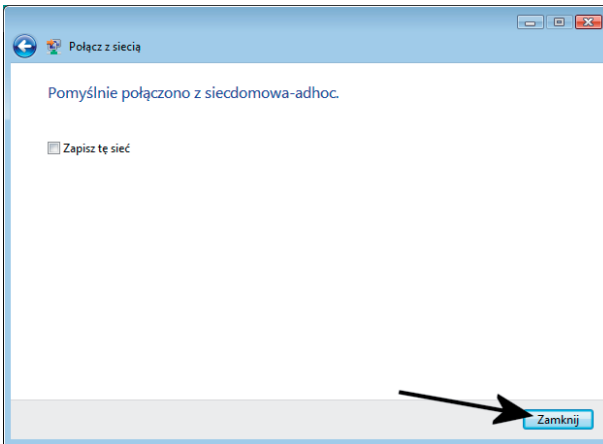 Połącz z siecią
Pomyślnie połączono z siecdomowa-adhoc.
Zapisz tę sieć
Zamknij